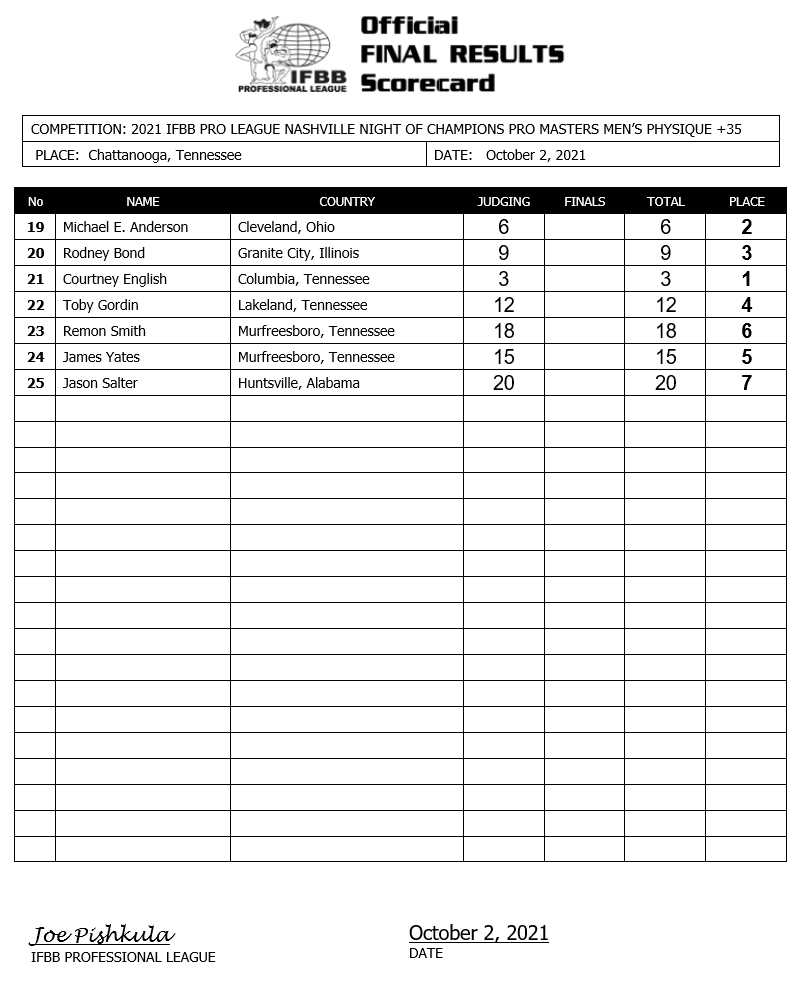 Official
FINAL RESULTS
Scorecard
IFBB
PROFESSIONAL LEAGUE
COMPETITION: 2021 IFBB PRO LEAGUE NASHVILLE NIGHT OF CHAMPIONS PRO MASTERS MEN'S PHYSIQUE +35
PLACE: Chattanooga, Tennessee DATE: October 2, 2021
No NAME COUNTRY JUDGING FINALS TOTAL PLACE
19 Michael E. Anderson Cleveland, Ohio 6 6 2
20 Rodney Bond Granite City, Illinois 9 9 3
21 Courtney English Columbia, Tennessee 3 3 1
22 Toby Gordin Lakeland, Tennessee 12 12 4
23 Remon Smith Murfreesboro, Tennessee 18 18 6
24 James Yates Murfreesboro, Tennessee 15 15 5
25 Jason Salter Huntsville, Alabama 20 20 7
Joe Pishkula October 2, 2021
IFBB PROFESSIONAL LEAGUE DATE